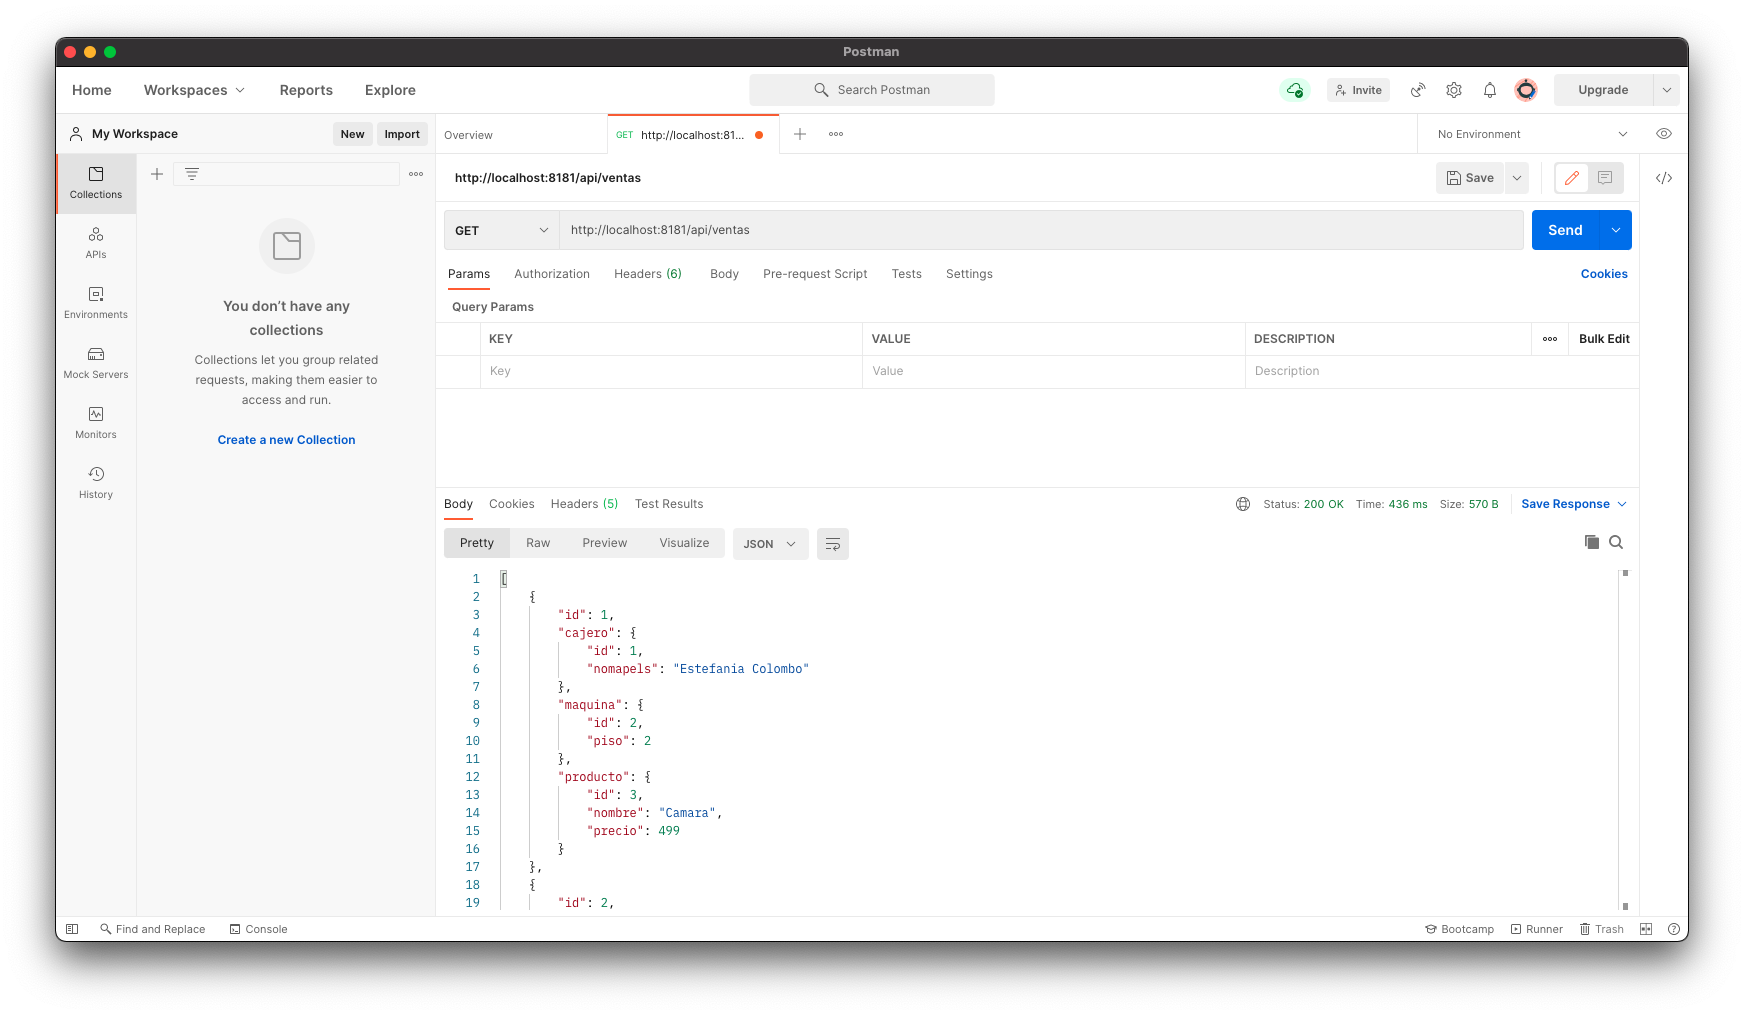 Postman
Home Workspaces Reports Explore Search Postman Invite Upgrade
My Workspace New Import Overview GET http://localhost:81... No Environment
Collections
APIs
Environments
Mock Servers
Monitors
History
You don’t have any
collections
Collections let you group related
requests, making them easier to
access and run.
Create a new Collection
http://localhost:8181/api/ventas Save
GET http://localhost:8181/api/ventas Send
Params Authorization Headers (6) Body Pre-request Script Tests Settings Cookies
Query Params
KEY VALUE DESCRIPTION Bulk Edit
Key Value Description
Body Cookies Headers (5) Test Results Status: 200 OK Time: 436 ms Size: 570 B Save Response
Pretty Raw Preview Visualize JSON
1 [
2 {
3 "id": 1,
4 "cajero": {
5 "id": 1,
6 "nomapels": "Estefania Colombo"
7 },
8 "maquina": {
9 "id": 2,
10 "piso": 2
11 },
12 "producto": {
13 "id": 3,
14 "nombre": "Camara",
15 "precio": 499
16 }
17 },
18 {
19 "id": 2,
Find and Replace Console Bootcamp Runner Trash